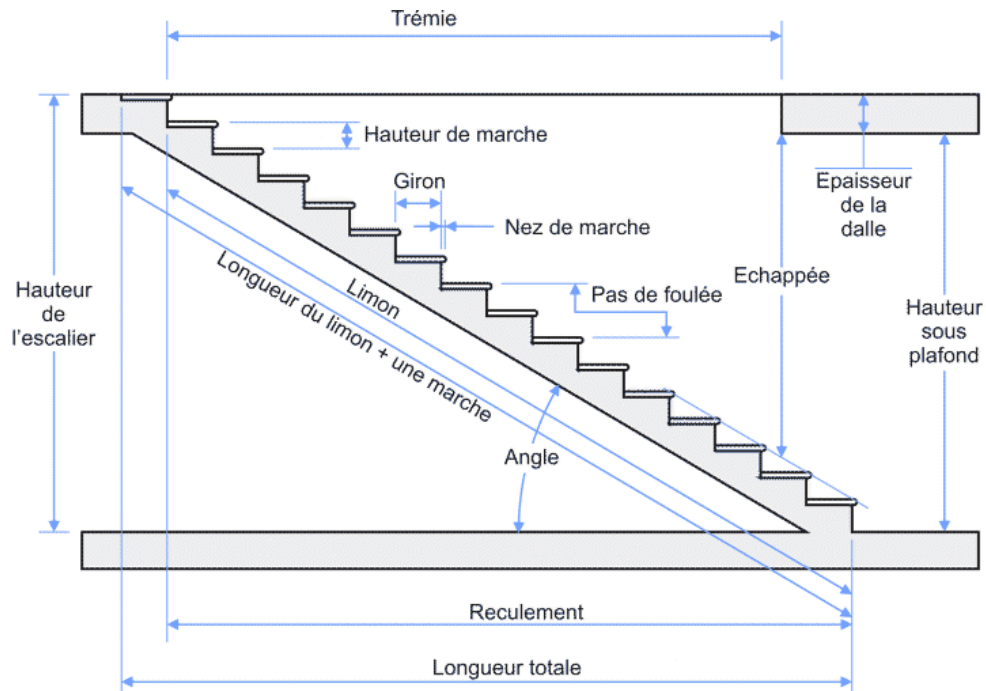 Trémie
Hauteur de marche
Giron
Nez de marche
Epaisseur
de la
dalle
Echappée
Pas de foulée
Hauteur
de
l'escalier
Hauteur
sous
plafond
Limon
Longueur du limon + une marche
Angle
Reculement
Longueur totale